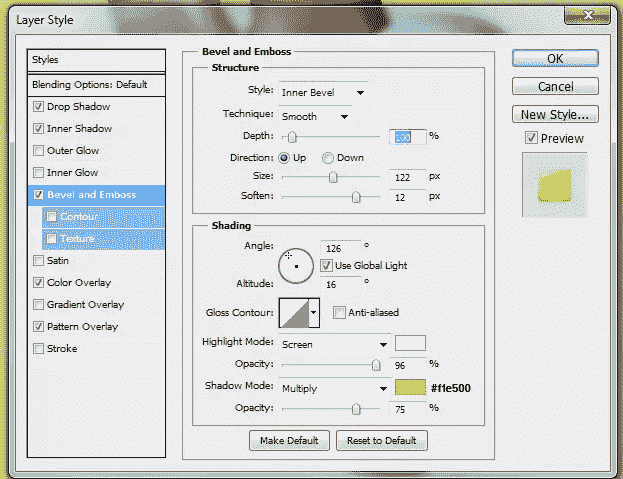 Layer Style
Styles
Blending Options: Default
Drop Shadow
Inner Shadow
Outer Glow
Inner Glow
Bevel and Emboss
Contour
Texture
Satin
Color Overlay
Gradient Overlay
Pattern Overlay
Stroke
Bevel and Emboss
Structure
Style: Inner Bevel
Technique: Smooth
Depth: 100 %
Direction: Up Down
Size: 122 px
Soften: 12 px
Shading
Angle: 126 °
Use Global Light
Altitude: 16 °
Gloss Contour: Anti-aliased
Highlight Mode: Screen
Opacity: 96 %
Shadow Mode: Multiply #f1e500
Opacity: 75 %
Make Default Reset to Default
OK
Cancel
New Style...
Preview